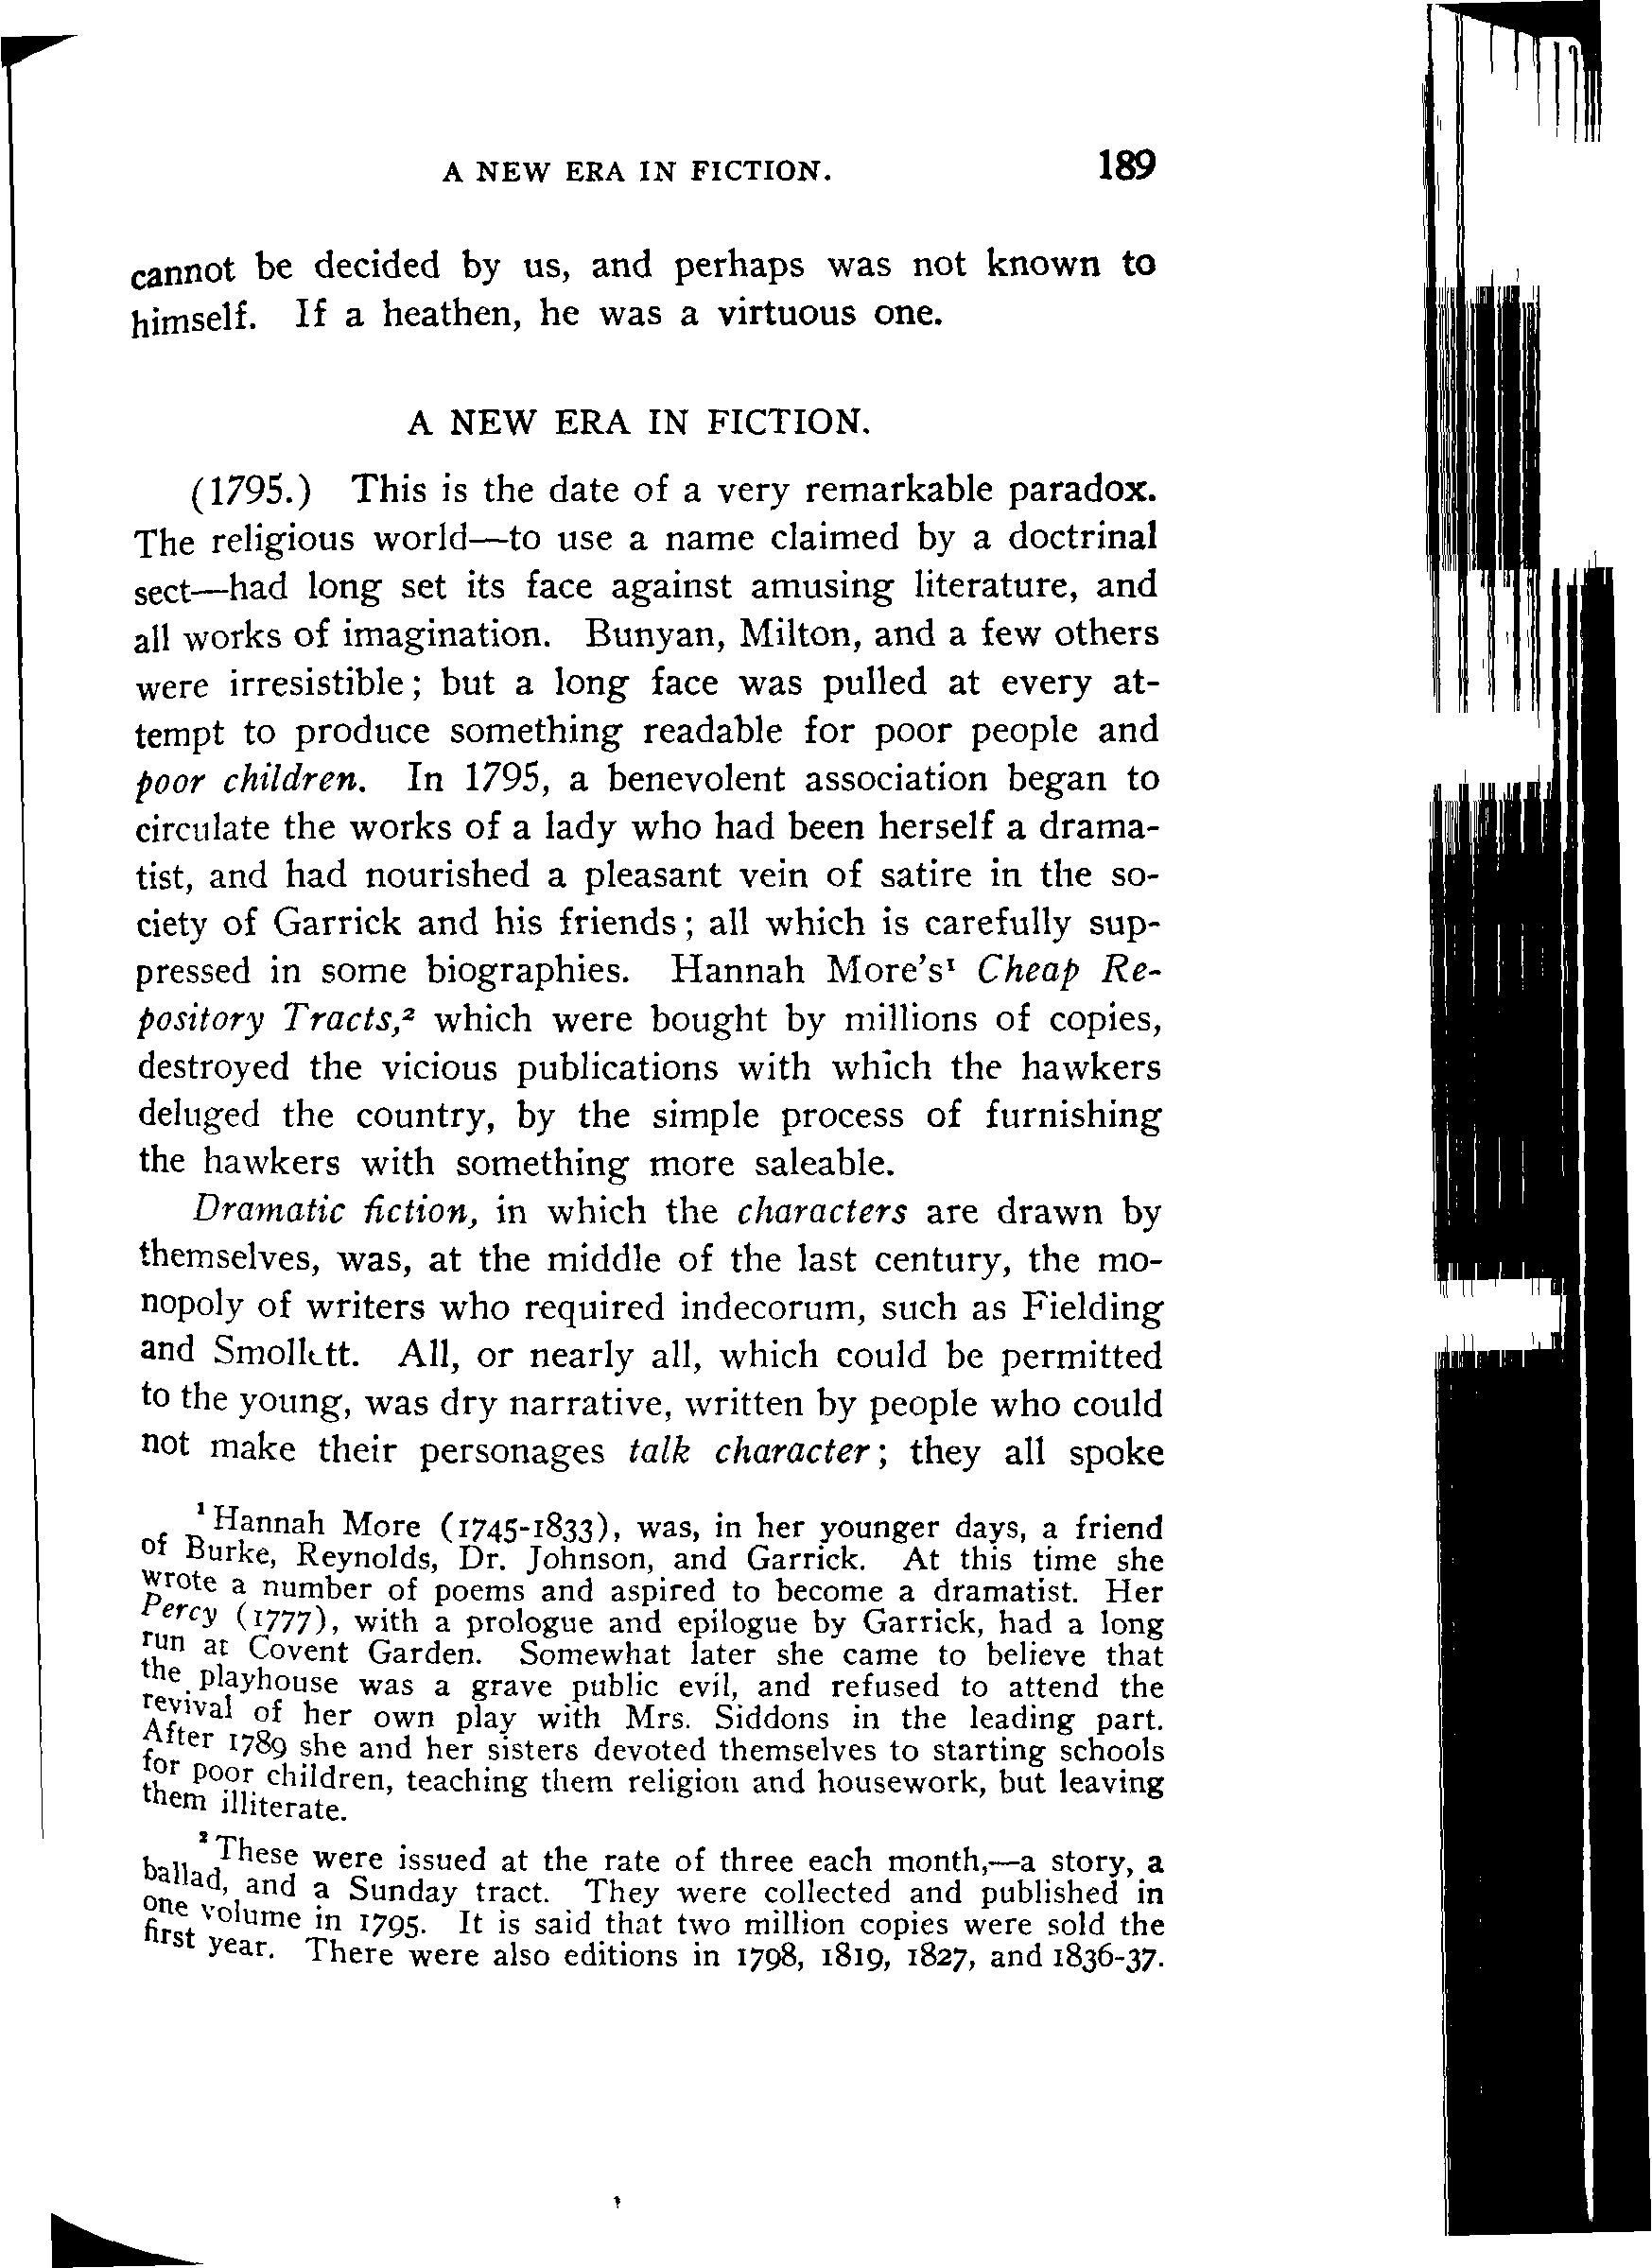 A NEW ERA IN FICTION. 189
cannot be decided by us, and perhaps was not known to
himself. If a heathen, he was a virtuous one.
A NEW ERA IN FICTION.
(1795.) This is the date of a very remarkable paradox.
The religious world—to use a name claimed by a doctrinal
sect—had long set its face against amusing literature, and
all works of imagination. Bunyan, Milton, and a few others
were irresistible; but a long face was pulled at every at-
tempt to produce something readable for poor people and
poor children. In 1795, a benevolent association began to
circulate the works of a lady who had been herself a drama-
tist, and had nourished a pleasant vein of satire in the so-
ciety of Garrick and his friends; all which is carefully sup-
pressed in some biographies. Hannah More's¹ Cheap Re-
pository Tracts,² which were bought by millions of copies,
destroyed the vicious publications with which the hawkers
deluged the country, by the simple process of furnishing
the hawkers with something more saleable.
Dramatic fiction, in which the characters are drawn by
themselves, was, at the middle of the last century, the mo-
nopoly of writers who required indecorum, such as Fielding
and Smollett. All, or nearly all, which could be permitted
to the young, was dry narrative, written by people who could
not make their personages talk character; they all spoke
¹ Hannah More (1745-1833), was, in her younger days, a friend
of Burke, Reynolds, Dr. Johnson, and Garrick. At this time she
wrote a number of poems and aspired to become a dramatist. Her
Percy (1777), with a prologue and epilogue by Garrick, had a long
run at Covent Garden. Somewhat later she came to believe that
the playhouse was a grave public evil, and refused to attend the
revival of her own play with Mrs. Siddons in the leading part.
After 1789 she and her sisters devoted themselves to starting schools
for poor children, teaching them religion and housework, but leaving
them illiterate.
² These were issued at the rate of three each month,—a story, a
ballad, and a Sunday tract. They were collected and published in
one volume in 1795. It is said that two million copies were sold the
first year. There were also editions in 1798, 1819, 1827, and 1836-37.